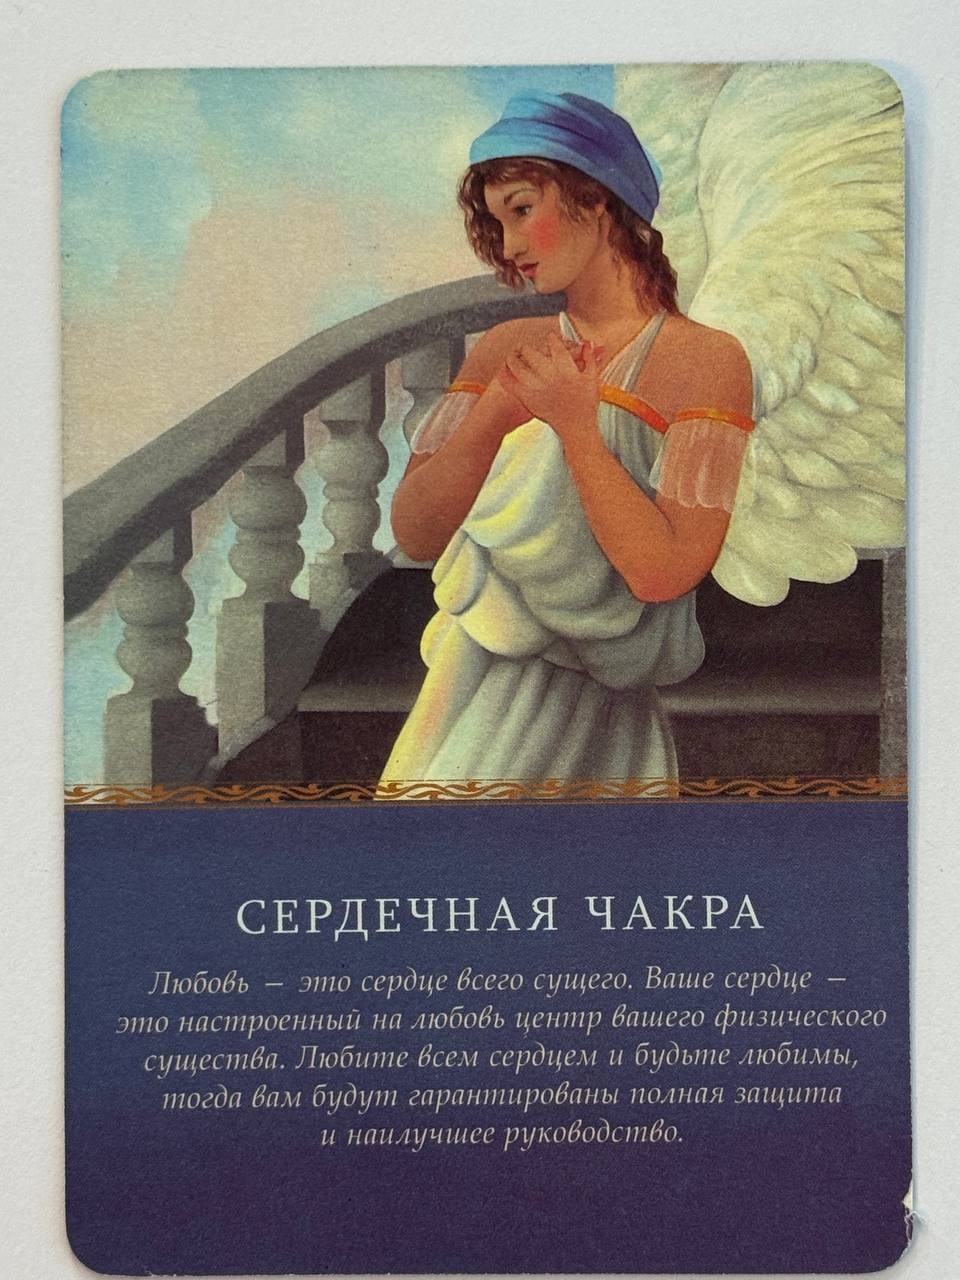 СЕРДЕЧНАЯ ЧАКРА
Любовь — это сердце всего сущего. Ваше сердце —
это настроенный на любовь центр вашего физического
существа. Любите всем сердцем и будьте любимы,
тогда вам будут гарантированы полная защита
и наилучшее руководство.